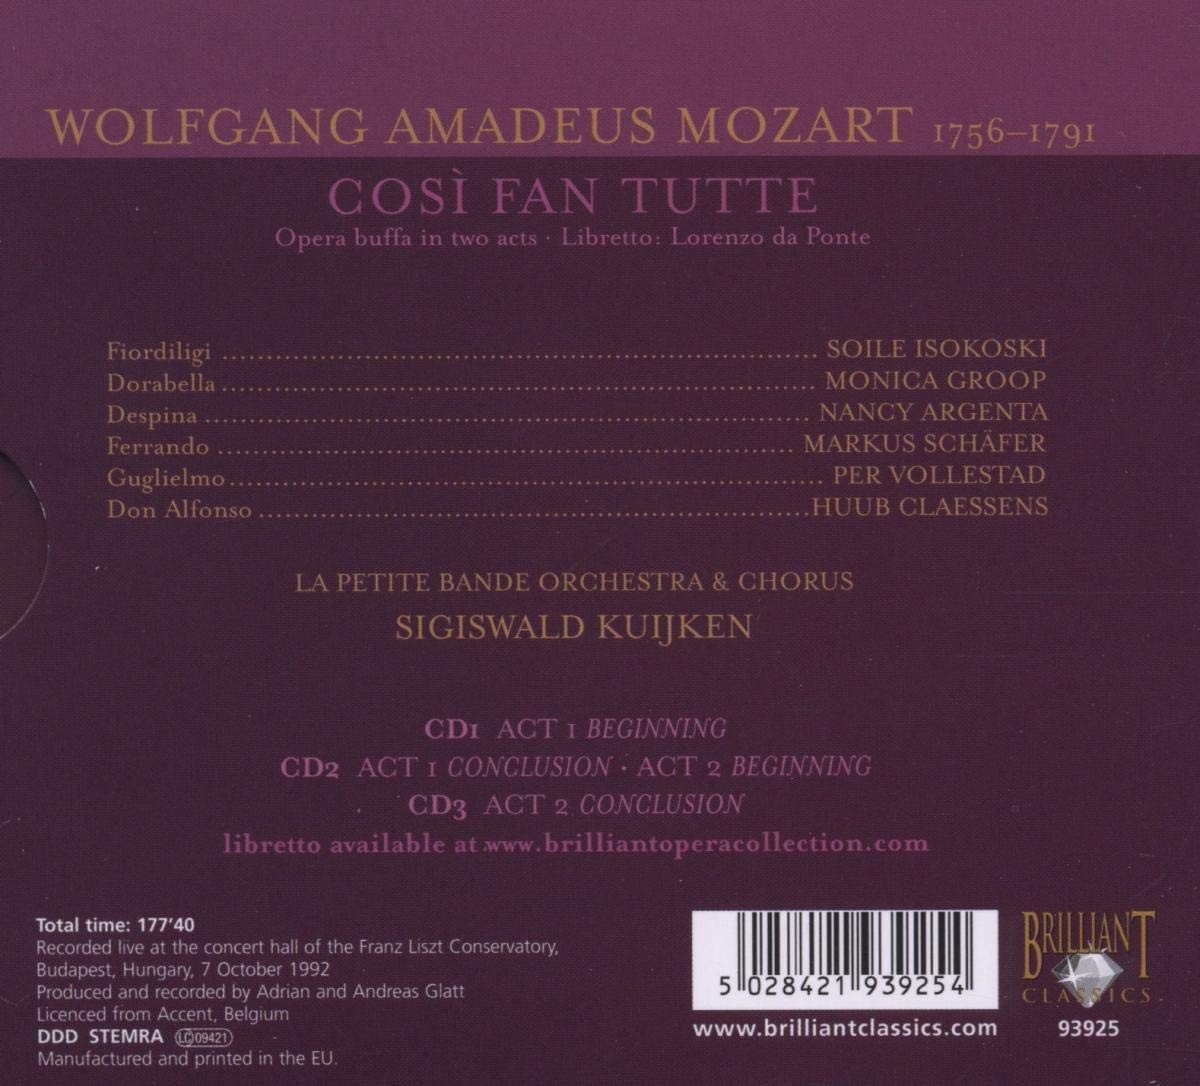 WOLFGANG AMADEUS MOZART 1756–1791
COSÌ FAN TUTTE
Opera buffa in two acts · Libretto: Lorenzo da Ponte
Fiordiligi ........................................................................ SOILE ISOKOSKI
Dorabella ........................................................................ MONICA GROOP
Despina ........................................................................ NANCY ARGENTA
Ferrando ........................................................................ MARKUS SCHÄFER
Guglielmo ........................................................................ PER VOLLESTAD
Don Alfonso ........................................................................ HUUB CLAESSENS
LA PETITE BANDE ORCHESTRA & CHORUS
SIGISWALD KUIJKEN
CD1 ACT 1 BEGINNING
CD2 ACT 1 CONCLUSION · ACT 2 BEGINNING
CD3 ACT 2 CONCLUSION
libretto available at www.brilliantoperacollection.com
Total time: 177'40
Recorded live at the concert hall of the Franz Liszt Conservatory,
Budapest, Hungary, 7 October 1992
Produced and recorded by Adrian and Andreas Glatt
Licenced from Accent, Belgium
DDD STEMRA LC 09421
Manufactured and printed in the EU.
5 028421 939254
www.brilliantclassics.com
BRILLIANT
CLASSICS
93925